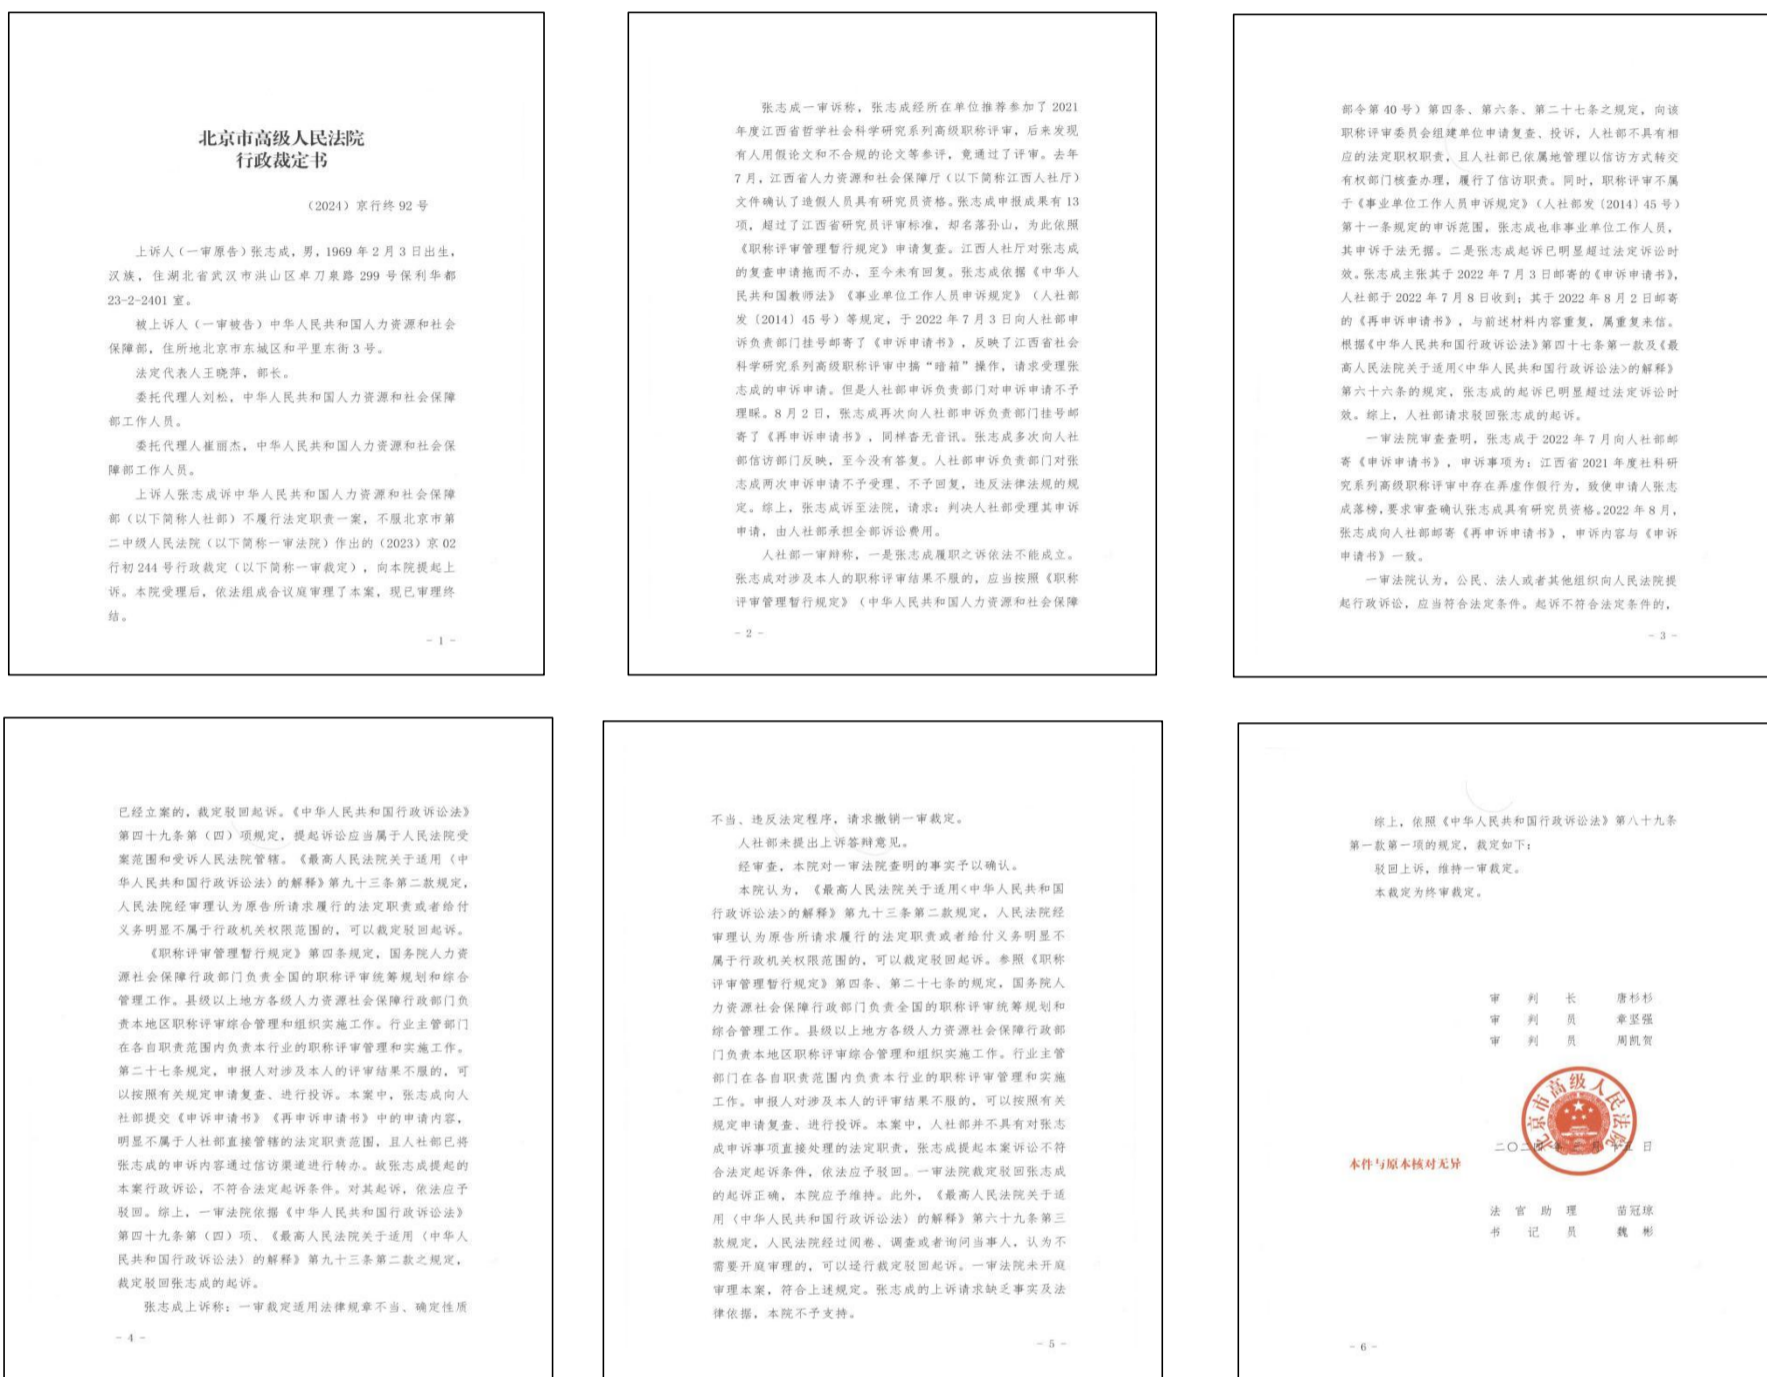 北京市高级人民法院
行政裁定书
（2024）京行终 92 号
上诉人（一审原告）张志成，男，1969 年 2 月 3 日出生，
汉族，住湖北省武汉市洪山区卓刀泉路 299 号保利华都
23-2-2401 室。
被上诉人（一审被告）中华人民共和国人力资源和社会
保障部，住所地北京市东城区和平里东街 3 号。
法定代表人王晓萍，部长。
委托代理人刘松，中华人民共和国人力资源和社会保障
部工作人员。
委托代理人崔丽杰，中华人民共和国人力资源和社会保
障部工作人员。
上诉人张志成诉中华人民共和国人力资源和社会保障
部（以下简称人社部）不履行法定职责一案，不服北京市第
二中级人民法院（以下简称一审法院）作出的（2023）京 02
行初 244 号行政裁定（以下简称一审裁定），向本院提起上
诉。本院受理后，依法组成合议庭审理了本案，现已审理终
结。
- 1 -
张志成一审诉称，张志成经所在单位推荐参加了 2021
年度江西省哲学社会科学研究系列高级职称评审，后来发现
有人用假论文和不合规的论文等参评，竟通过了评审。去年
7 月，江西省人力资源和社会保障厅（以下简称江西人社厅）
文件确认了造假人员具有研究员资格。张志成申报成果有 13
项，超过了江西省研究员评审标准，却名落孙山，为此依照
《职称评审管理暂行规定》申请复查。江西人社厅对张志成
的复查申请拖而不办，至今未有回复。张志成依据《中华人
民共和国教师法》《事业单位工作人员申诉规定》（人社部
发〔2014〕45 号）等规定，于 2022 年 7 月 3 日向人社部申
诉负责部门挂号邮寄了《申诉申请书》，反映了江西省社会
科学研究系列高级职称评审中搞“暗箱”操作，请求受理张
志成的申诉申请。但是人社部申诉负责部门对申诉申请不予
理睬。8 月 2 日，张志成再次向人社部申诉负责部门挂号邮
寄了《再申诉申请书》，同样杳无音讯。张志成多次向人社
部信访部门反映，至今没有答复。人社部申诉负责部门对张
志成两次申诉申请不予受理、不予回复，违反法律法规的规
定。综上，张志成诉至法院，请求：判决人社部受理其申诉
申请，由人社部承担全部诉讼费用。
人社部一审辩称，一是张志成履职之诉依法不能成立。
张志成对涉及本人的职称评审结果不服的，应当按照《职称
评审管理暂行规定》（中华人民共和国人力资源和社会保障
- 2 -
部令第 40 号）第四条、第六条、第二十七条之规定，向该
职称评审委员会组建单位申请复查、投诉，人社部不具有相
应的法定职权职责，且人社部已依属地管理以信访方式转交
有权部门核查办理，履行了信访职责。同时，职称评审不属
于《事业单位工作人员申诉规定》（人社部发〔2014〕45 号）
第十一条规定的申诉范围，张志成也非事业单位工作人员，
其申诉于法无据。二是张志成起诉已明显超过法定诉讼时
效。张志成主张其于 2022 年 7 月 3 日邮寄的《申诉申请书》，
人社部于 2022 年 7 月 8 日收到；其于 2022 年 8 月 2 日邮寄
的《再申诉申请书》，与前述材料内容重复，属重复来信。
根据《中华人民共和国行政诉讼法》第四十七条第一款及《最
高人民法院关于适用<中华人民共和国行政诉讼法>的解释》
第六十六条的规定，张志成的起诉已明显超过法定诉讼时
效。综上，人社部请求驳回张志成的起诉。
一审法院审查查明，张志成于 2022 年 7 月向人社部邮
寄《申诉申请书》，申诉事项为：江西省 2021 年度社科研
究系列高级职称评审中存在弄虚作假行为，致使申请人张志
成落榜，要求审查确认张志成具有研究员资格。2022 年 8 月，
张志成向人社部邮寄《再申诉申请书》，申诉内容与《申诉
申请书》一致。
一审法院认为，公民、法人或者其他组织向人民法院提
起行政诉讼，应当符合法定条件。起诉不符合法定条件的，
- 3 -
已经立案的，裁定驳回起诉。《中华人民共和国行政诉讼法》
第四十九条第（四）项规定，提起诉讼应当属于人民法院受
案范围和受诉人民法院管辖。《最高人民法院关于适用〈中
华人民共和国行政诉讼法〉的解释》第九十三条第二款规定，
人民法院经审理认为原告所请求履行的法定职责或者给付
义务明显不属于行政机关权限范围的，可以裁定驳回起诉。
《职称评审管理暂行规定》第四条规定，国务院人力资
源社会保障行政部门负责全国的职称评审统筹规划和综合
管理工作。县级以上地方各级人力资源社会保障行政部门负
责本地区职称评审综合管理和组织实施工作。行业主管部门
在各自职责范围内负责本行业的职称评审管理和实施工作。
第二十七条规定，申报人对涉及本人的评审结果不服的，可
以按照有关规定申请复查、进行投诉。本案中，张志成向人
社部提交《申诉申请书》《再申诉申请书》中的申请内容，
明显不属于人社部直接管辖的法定职责范围，且人社部已将
张志成的申诉内容通过信访渠道进行转办。故张志成提起的
本案行政诉讼，不符合法定起诉条件。对其起诉，依法应予
驳回。综上，一审法院依据《中华人民共和国行政诉讼法》
第四十九条第（四）项、《最高人民法院关于适用〈中华人
民共和国行政诉讼法〉的解释》第九十三条第二款之规定，
裁定驳回张志成的起诉。
张志成上诉称：一审裁定适用法律规章不当、确定性质
- 4 -
不当、违反法定程序，请求撤销一审裁定。
人社部未提出上诉答辩意见。
经审查，本院对一审法院查明的事实予以确认。
本院认为，《最高人民法院关于适用<中华人民共和国
行政诉讼法>的解释》第九十三条第二款规定，人民法院经
审理认为原告所请求履行的法定职责或者给付义务明显不
属于行政机关权限范围的，可以裁定驳回起诉。参照《职称
评审管理暂行规定》第四条、第二十七条的规定，国务院人
力资源社会保障行政部门负责全国的职称评审统筹规划和
综合管理工作。县级以上地方各级人力资源社会保障行政部
门负责本地区职称评审综合管理和组织实施工作。行业主管
部门在各自职责范围内负责本行业的职称评审管理和实施
工作。申报人对涉及本人的评审结果不服的，可以按照有关
规定申请复查、进行投诉。本案中，人社部并不具有对张志
成申诉事项直接处理的法定职责，张志成提起本案诉讼不符
合法定起诉条件，依法应予驳回。一审法院裁定驳回张志成
的起诉正确，本院应予维持。此外，《最高人民法院关于适
用〈中华人民共和国行政诉讼法〉的解释》第六十九条第三
款规定，人民法院经过阅卷、调查或者询问当事人，认为不
需要开庭审理的，可以迳行裁定驳回起诉。一审法院未开庭
审理本案，符合上述规定。张志成的上诉请求缺乏事实及法
律依据，本院不予支持。
- 5 -
综上，依照《中华人民共和国行政诉讼法》第八十九条
第一款第一项的规定，裁定如下：
驳回上诉，维持一审裁定。
本裁定为终审裁定。
审 判 长 唐杉杉
审 判 员 章坚强
审 判 员 周凯贺
北京市高级人民法院
二〇二 年 月 日
本件与原本核对无异
法 官 助 理 苗冠琼
书 记 员 魏 彬
- 6 -